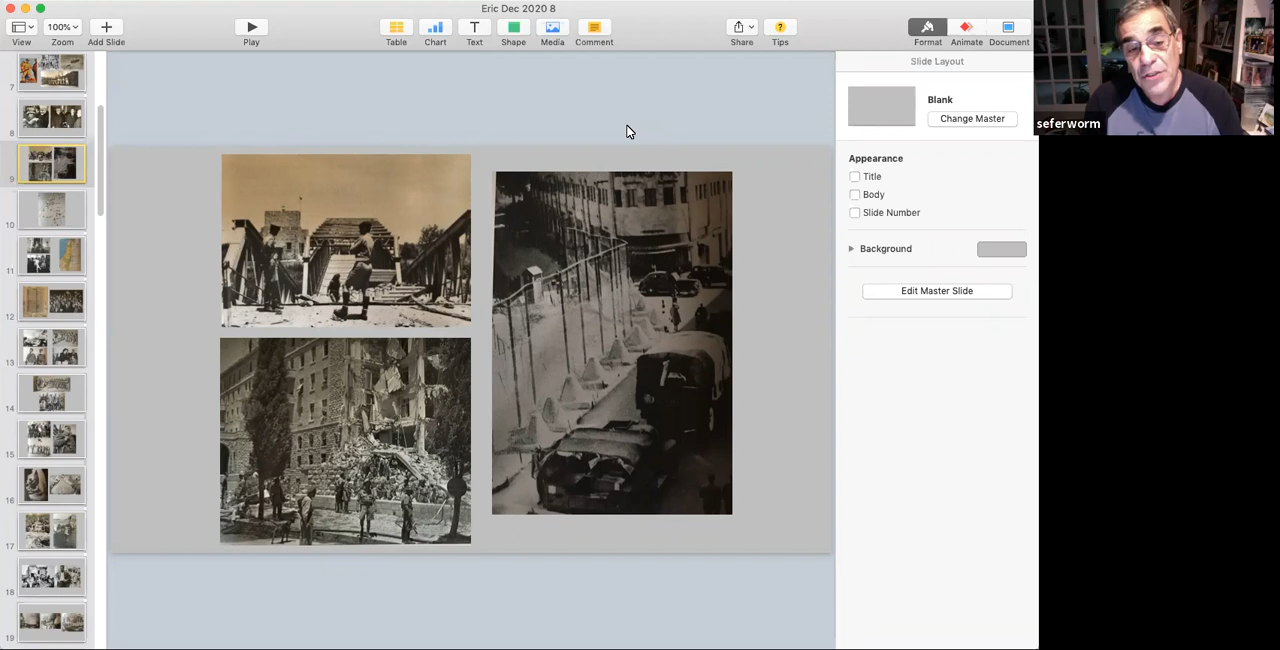 Eric Dec 2020 8
100%
View
Zoom
Add Slide
Play
Table
Chart
Text
Shape
Media
Comment
Share
Tips
Format
Animate
Document
Slide Layout
Blank
Change Master
Appearance
Title
Body
Slide Number
Background
Edit Master Slide
7
8
9
10
11
12
13
14
15
16
17
18
19
seferworm